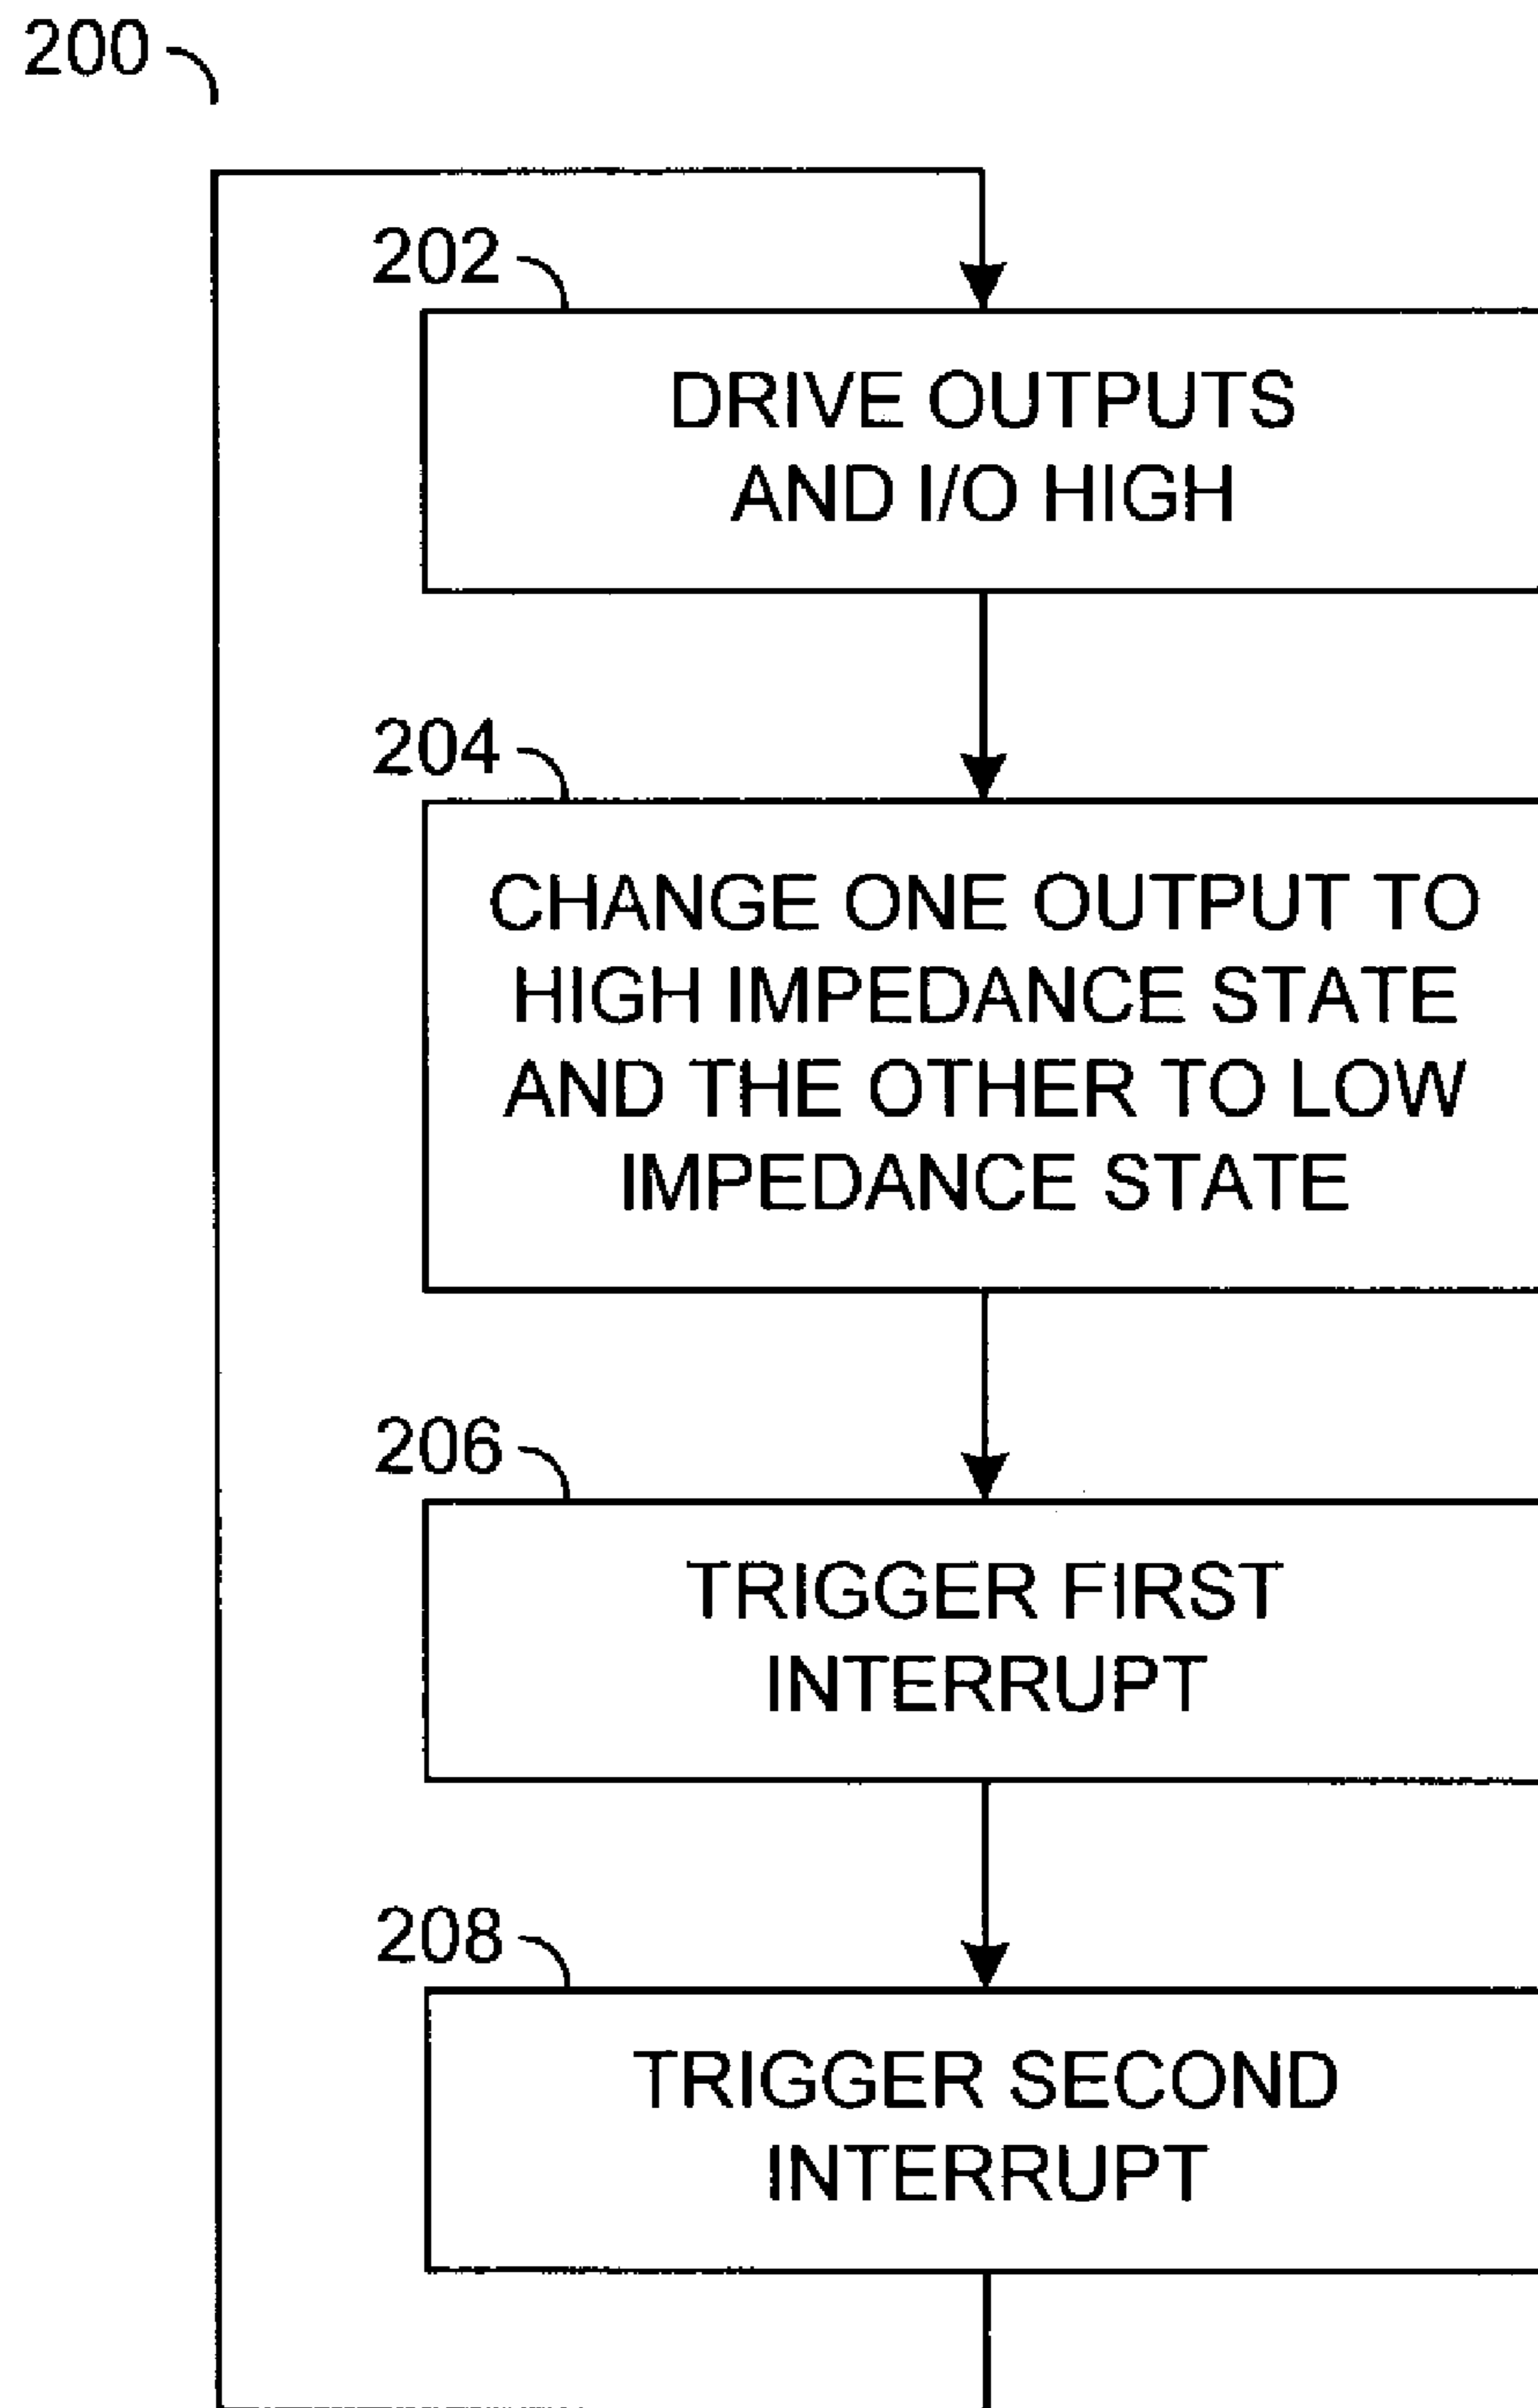 200
202
DRIVE OUTPUTS
AND I/O HIGH
204
CHANGE ONE OUTPUT TO
HIGH IMPEDANCE STATE
AND THE OTHER TO LOW
IMPEDANCE STATE
206
TRIGGER FIRST
INTERRUPT
208
TRIGGER SECOND
INTERRUPT